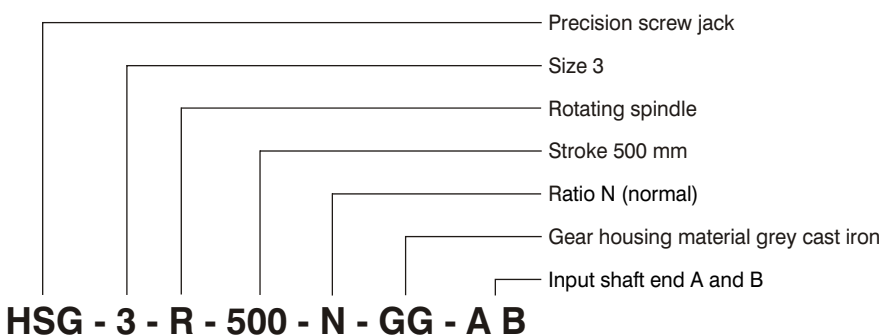 Precision screw jack
Size 3
Rotating spindle
Stroke 500 mm
Ratio N (normal)
Gear housing material grey cast iron
Input shaft end A and B
HSG - 3 - R - 500 - N - GG - A B